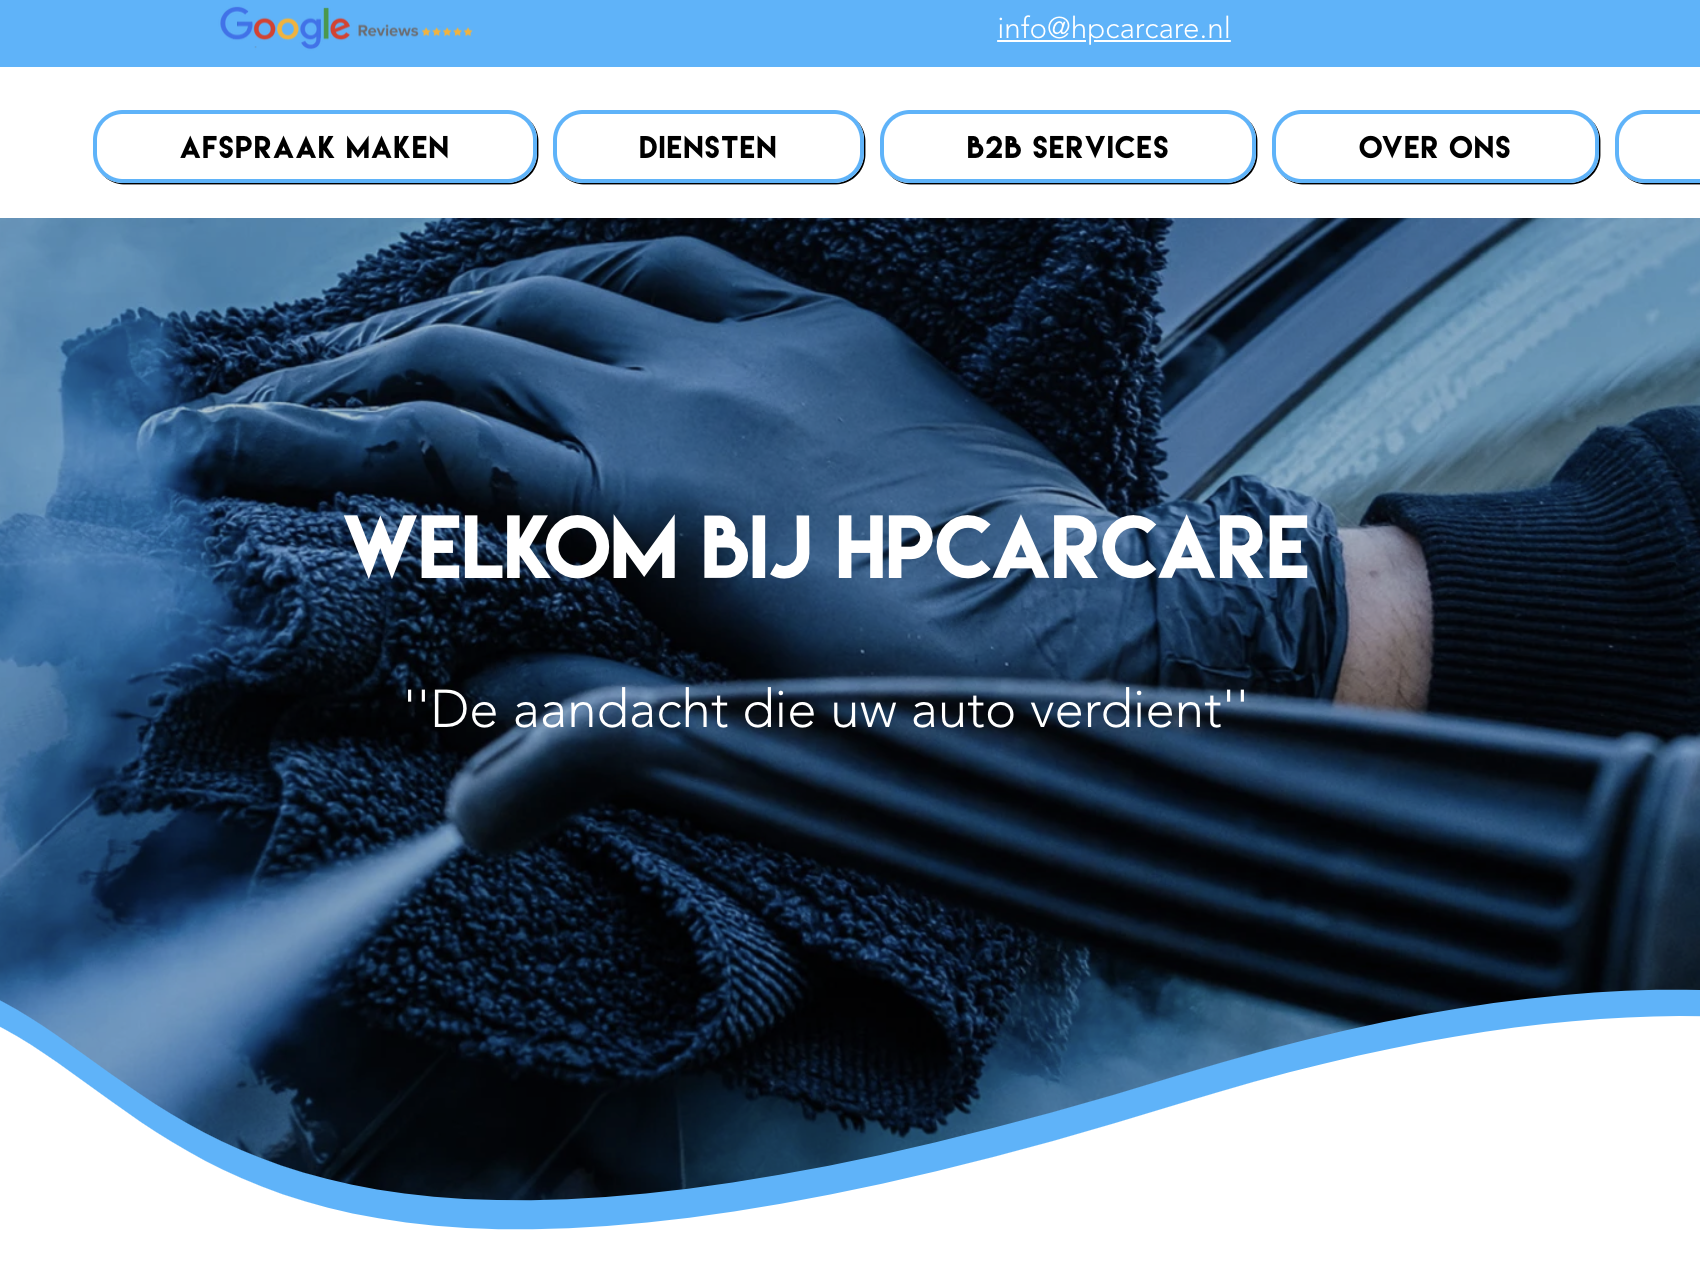 Google Reviews
info@hpcarcare.nl
AFSPRAAK MAKEN
DIENSTEN
B2B SERVICES
OVER ONS
WELKOM BIJ HPCARCARE
"De aandacht die uw auto verdient"